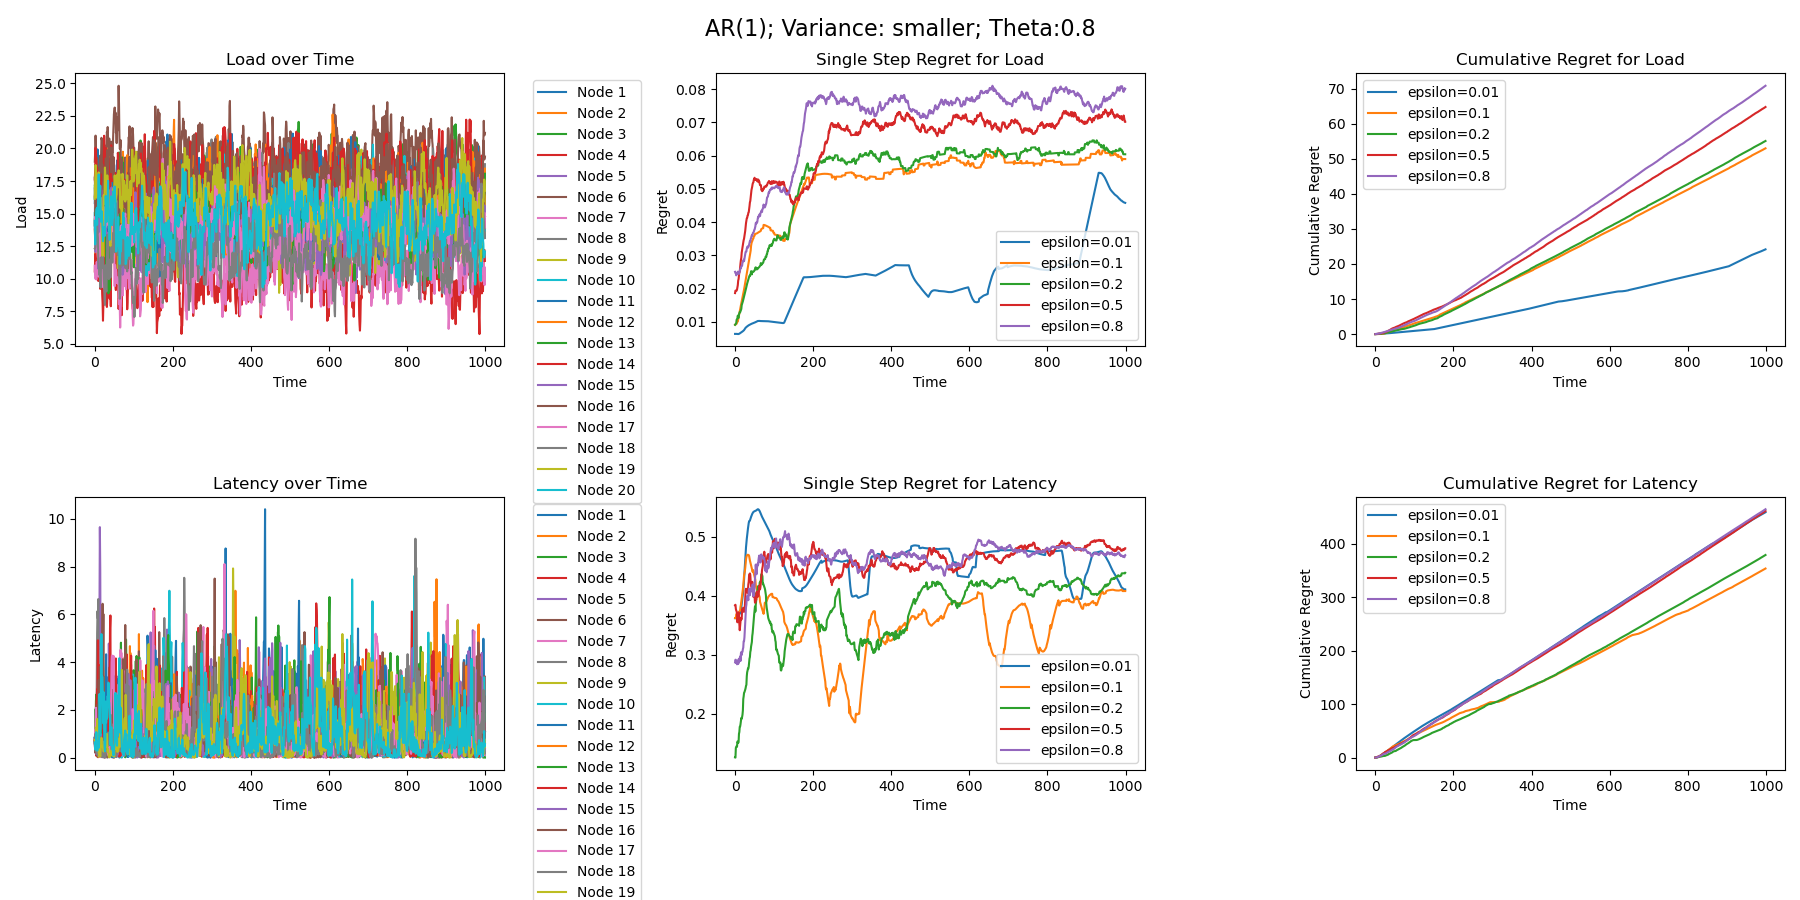 AR(1); Variance: smaller; Theta:0.8
Load over Time
Load
25.0
22.5
20.0
17.5
15.0
12.5
10.0
7.5
5.0
0
200
400
600
800
1000
Time
Node 1
Node 2
Node 3
Node 4
Node 5
Node 6
Node 7
Node 8
Node 9
Node 10
Node 11
Node 12
Node 13
Node 14
Node 15
Node 16
Node 17
Node 18
Node 19
Node 20
Single Step Regret for Load
Regret
0.08
0.07
0.06
0.05
0.04
0.03
0.02
0.01
epsilon=0.01
epsilon=0.1
epsilon=0.2
epsilon=0.5
epsilon=0.8
0
200
400
600
800
1000
Time
Cumulative Regret for Load
Cumulative Regret
70
60
50
40
30
20
10
0
epsilon=0.01
epsilon=0.1
epsilon=0.2
epsilon=0.5
epsilon=0.8
0
200
400
600
800
1000
Time
Latency over Time
Latency
10
8
6
4
2
0
0
200
400
600
800
1000
Time
Node 1
Node 2
Node 3
Node 4
Node 5
Node 6
Node 7
Node 8
Node 9
Node 10
Node 11
Node 12
Node 13
Node 14
Node 15
Node 16
Node 17
Node 18
Node 19
Single Step Regret for Latency
Regret
0.5
0.4
0.3
0.2
epsilon=0.01
epsilon=0.1
epsilon=0.2
epsilon=0.5
epsilon=0.8
0
200
400
600
800
1000
Time
Cumulative Regret for Latency
Cumulative Regret
400
300
200
100
0
epsilon=0.01
epsilon=0.1
epsilon=0.2
epsilon=0.5
epsilon=0.8
0
200
400
600
800
1000
Time